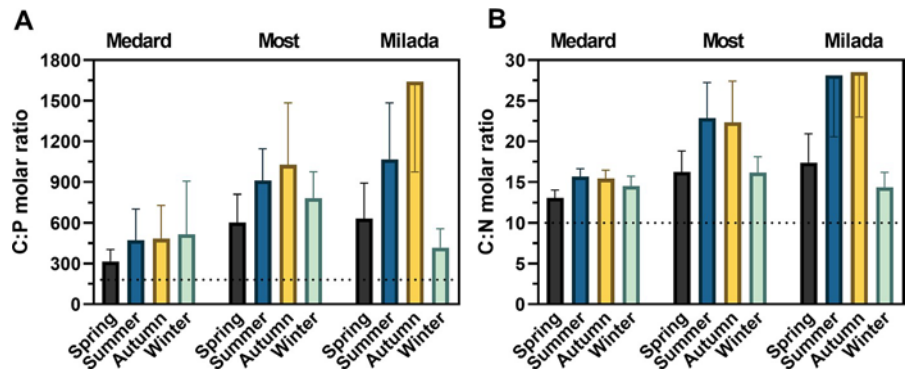 A
Medard Most Milada
C:P molar ratio
1800
1500
1200
900
600
300
0
Spring Summer Autumn Winter Spring Summer Autumn Winter Spring Summer Autumn Winter
B
Medard Most Milada
C:N molar ratio
30
25
20
15
10
5
0
Spring Summer Autumn Winter Spring Summer Autumn Winter Spring Summer Autumn Winter